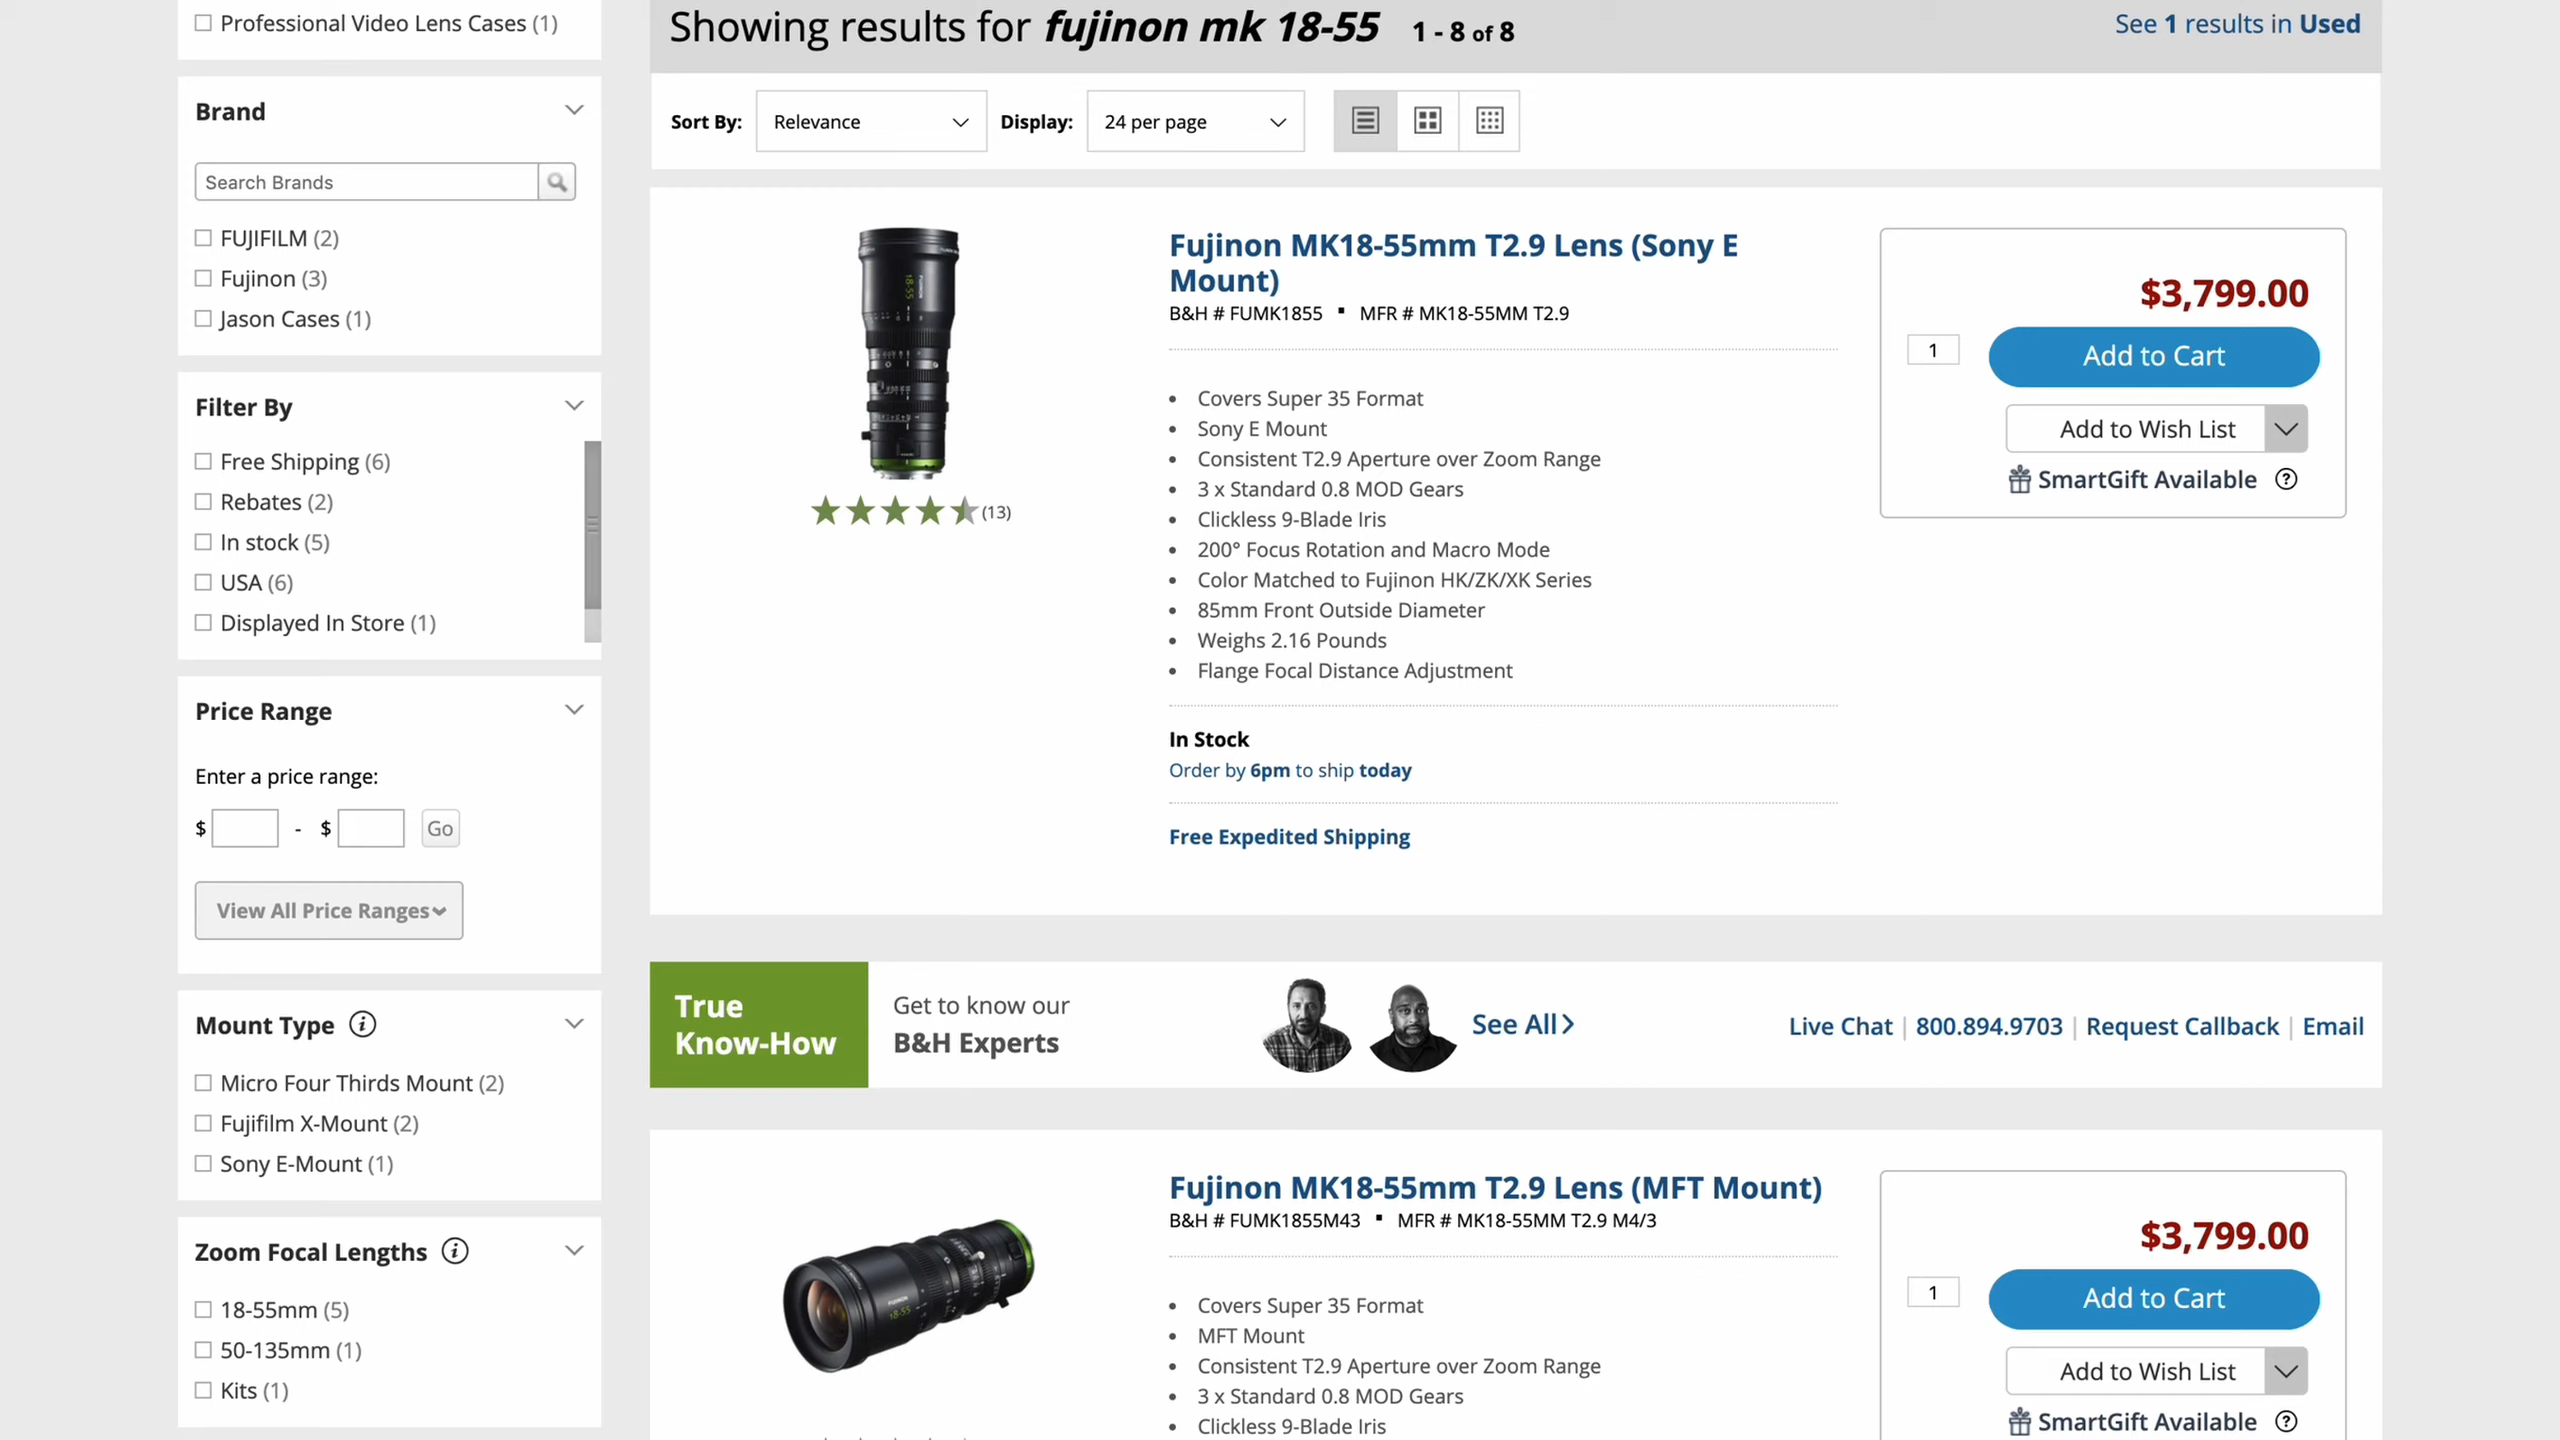 Professional Video Lens Cases (1)
Brand
Search Brands
FUJIFILM (2)
Fujinon (3)
Jason Cases (1)
Filter By
Free Shipping (6)
Rebates (2)
In stock (5)
USA (6)
Displayed In Store (1)
Price Range
Enter a price range:
$ - $ Go
View All Price Ranges
Mount Type
Micro Four Thirds Mount (2)
Fujifilm X-Mount (2)
Sony E-Mount (1)
Zoom Focal Lengths
18-55mm (5)
50-135mm (1)
Kits (1)
Showing results for fujinon mk 18-55 1 - 8 of 8
See 1 results in Used
Sort By: Relevance Display: 24 per page
Fujinon MK18-55mm T2.9 Lens (Sony E
Mount)
B&H # FUMK1855 ▪ MFR # MK18-55MM T2.9
(13)
• Covers Super 35 Format
• Sony E Mount
• Consistent T2.9 Aperture over Zoom Range
• 3 x Standard 0.8 MOD Gears
• Clickless 9-Blade Iris
• 200° Focus Rotation and Macro Mode
• Color Matched to Fujinon HK/ZK/XK Series
• 85mm Front Outside Diameter
• Weighs 2.16 Pounds
• Flange Focal Distance Adjustment
In Stock
Order by 6pm to ship today
Free Expedited Shipping
$3,799.00
1 Add to Cart
Add to Wish List
SmartGift Available ?
True
Know-How
Get to know our
B&H Experts
See All
Live Chat | 800.894.9703 | Request Callback | Email
Fujinon MK18-55mm T2.9 Lens (MFT Mount)
B&H # FUMK1855M43 ▪ MFR # MK18-55MM T2.9 M4/3
FUJINON
18-55
• Covers Super 35 Format
• MFT Mount
• Consistent T2.9 Aperture over Zoom Range
• 3 x Standard 0.8 MOD Gears
• Clickless 9-Blade Iris
$3,799.00
1 Add to Cart
Add to Wish List
SmartGift Available ?